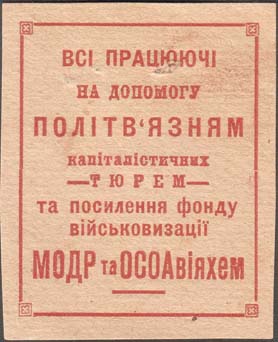 ВСІ ПРАЦЮЮЧІ
НА ДОПОМОГУ
ПОЛІТВ‘ЯЗНЯМ
капіталістичних
—ТЮРЕМ—
та посилення фонду
військовизації
МОДР та ОСОАвіяхем